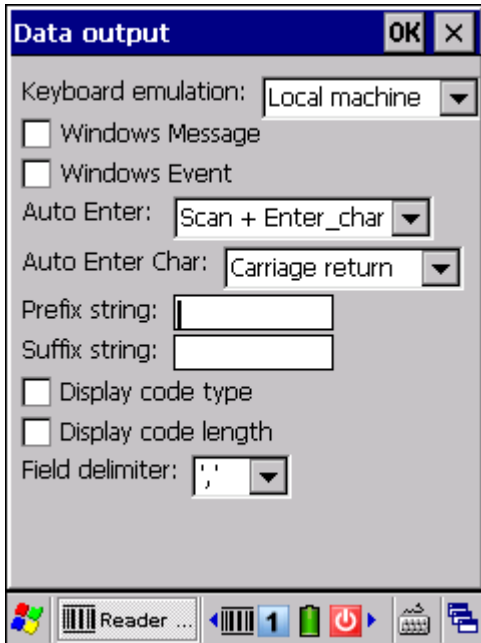 Data output OK
Keyboard emulation: Local machine
Windows Message
Windows Event
Auto Enter: Scan + Enter_char
Auto Enter Char: Carriage return
Prefix string:
Suffix string:
Display code type
Display code length
Field delimiter: ','
Reader ... 1